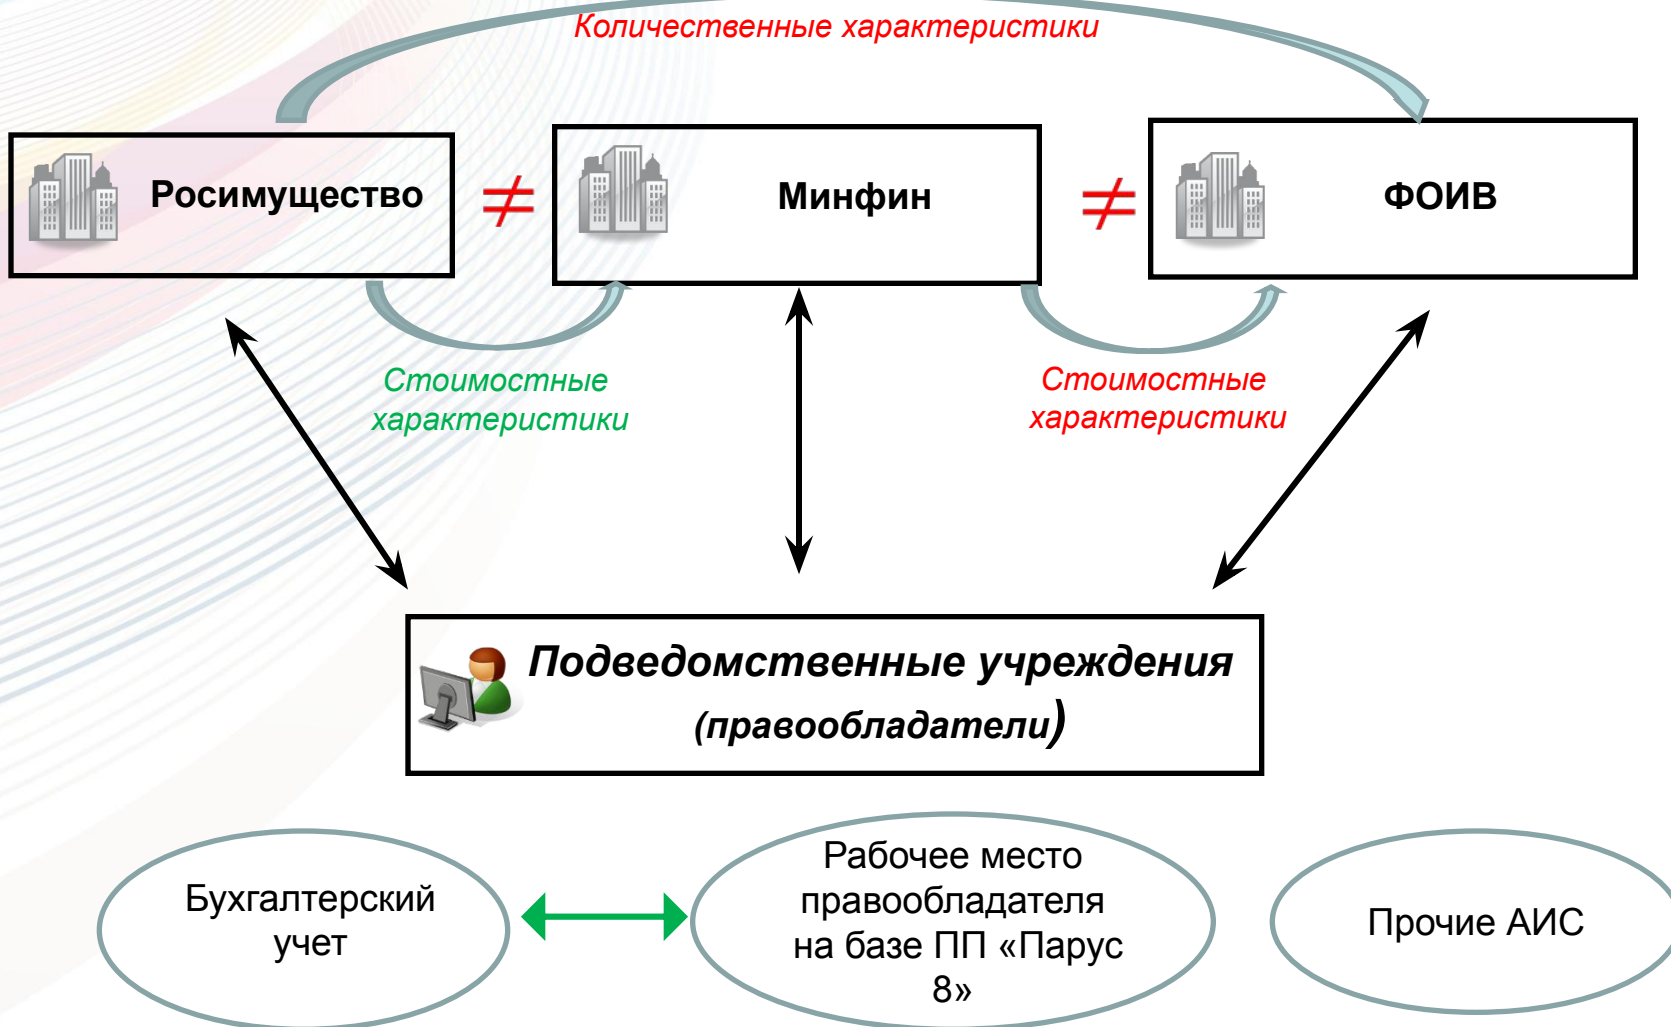 Количественные характеристики
Росимущество
≠
Минфин
≠
ФОИВ
Стоимостные
характеристики
Стоимостные
характеристики
Подведомственные учреждения
(правообладатели)
Бухгалтерский
учет
Рабочее место
правообладателя
на базе ПП «Парус
8»
Прочие АИС